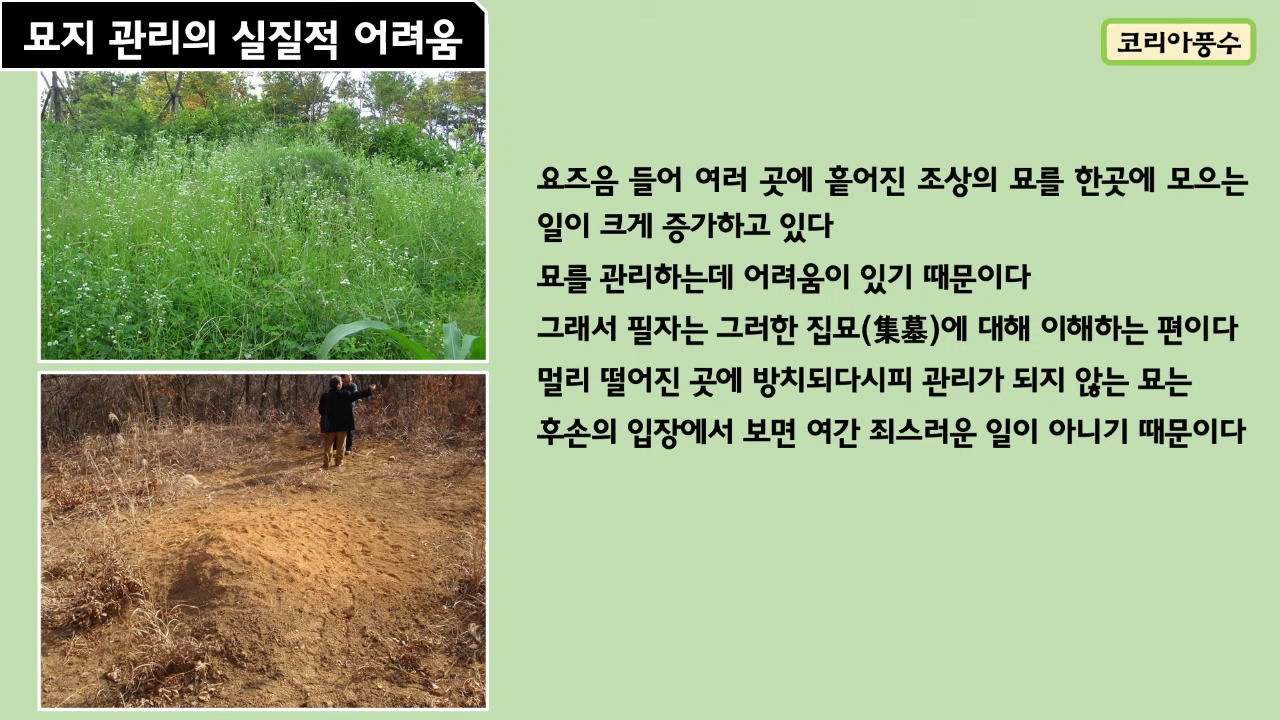 묘지 관리의 실질적 어려움
코리아풍수
요즈음 들어 여러 곳에 흩어진 조상의 묘를 한곳에 모으는
일이 크게 증가하고 있다
묘를 관리하는데 어려움이 있기 때문이다
그래서 필자는 그러한 집묘(集墓)에 대해 이해하는 편이다
멀리 떨어진 곳에 방치되다시피 관리가 되지 않는 묘는
후손의 입장에서 보면 여간 죄스러운 일이 아니기 때문이다